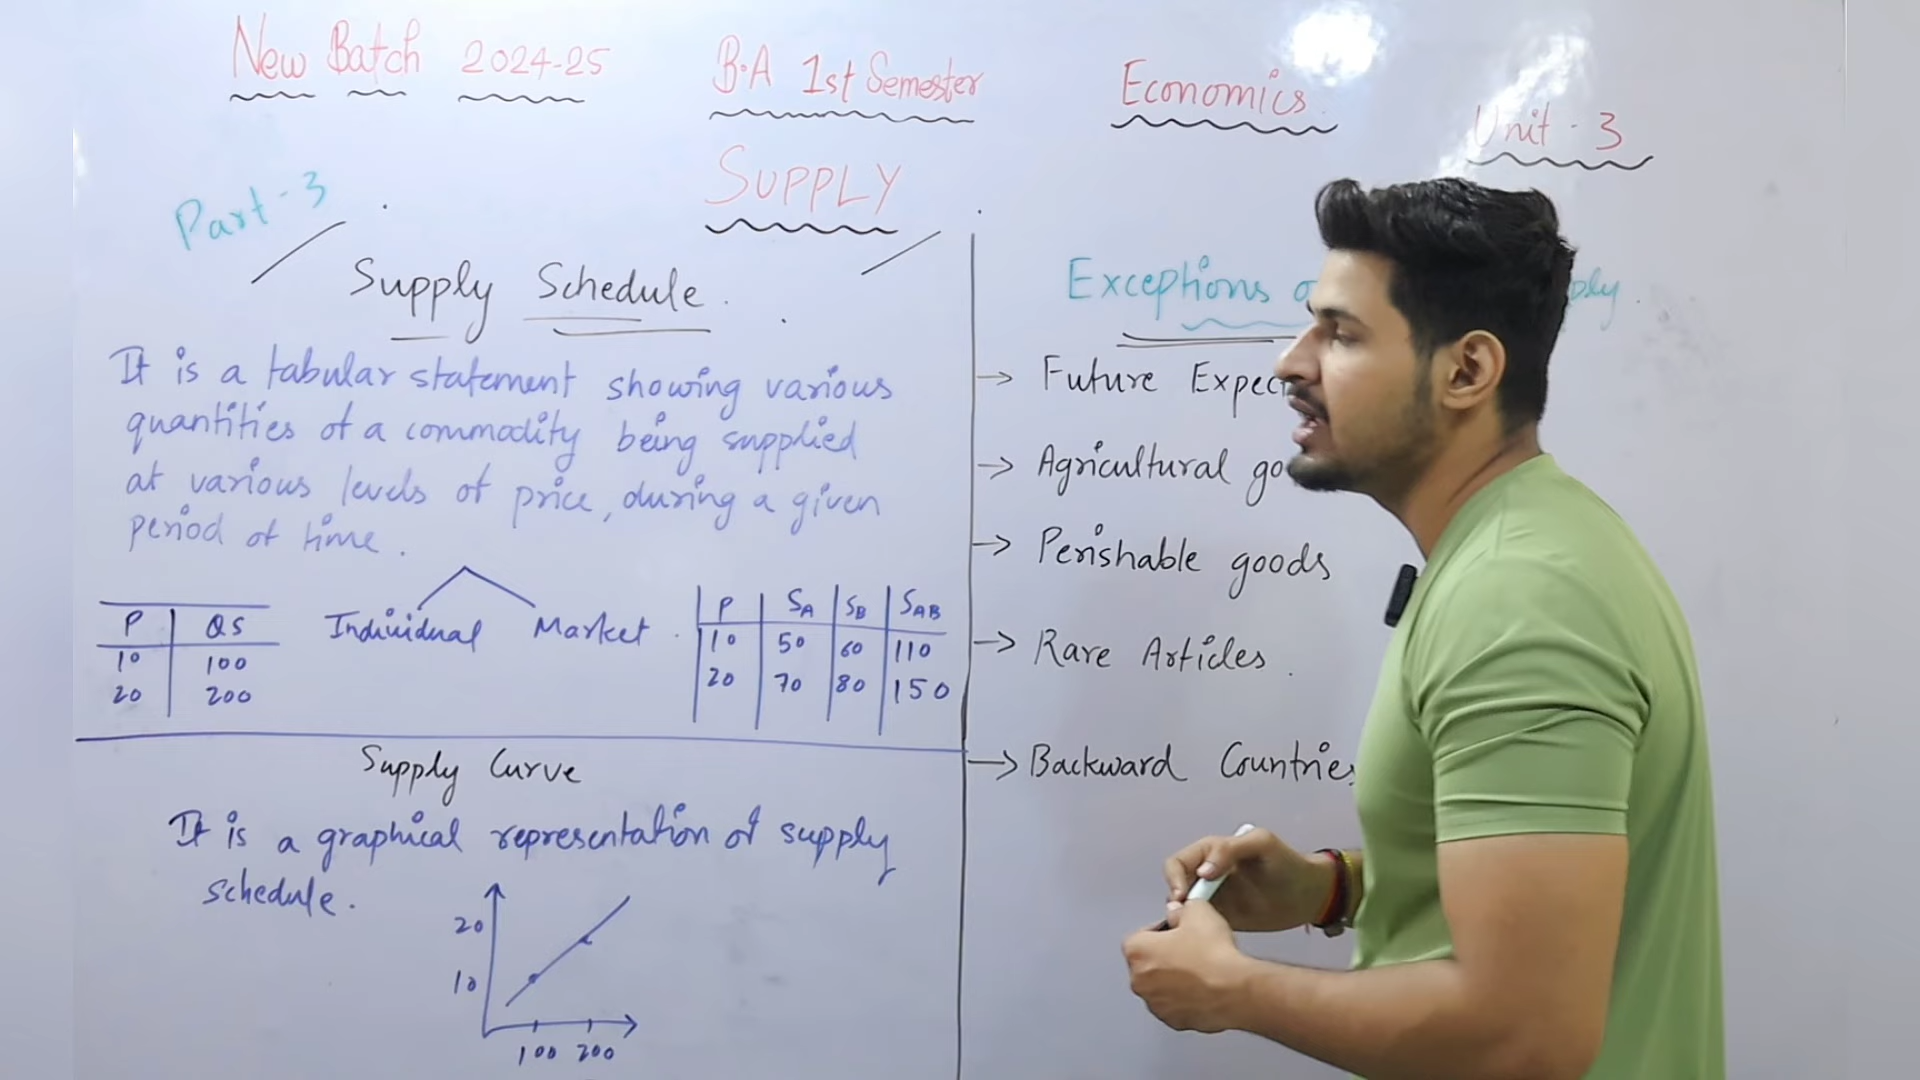 New Batch 2024-25 B.A 1st Semester Economics Unit - 3
SUPPLY
Part - 3
Supply Schedule.
It is a tabular statement showing various
quantities of a commodity being supplied
at various levels of price, during a given
period of time.
Individual Market
P QS
10 100
20 200
P SA SB SAB
10 50 60 110
20 70 80 150
Supply Curve
It is a graphical representation of supply
schedule.
20
10
100 200
Exceptions
→ Future
→ Agricultural
→ Perishable goods
→ Rare Articles.
→ Backward Countries